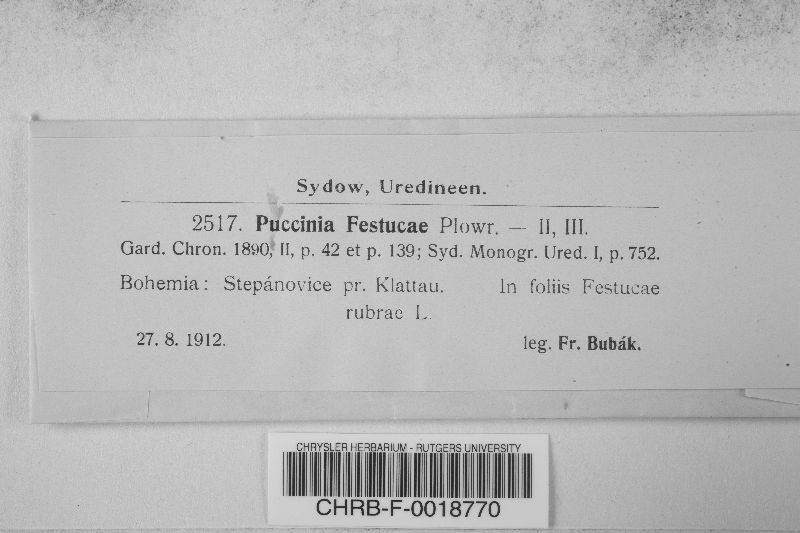 Sydow, Uredineen.
2517. Puccinia Festucae Plowr. — II, III.
Gard. Chron. 1890, II, p. 42 et p. 139; Syd. Monogr. Ured. I, p. 752.
Bohemia: Stepánovice pr. Klattau. In foliis Festucae
rubrae L.
27. 8. 1912. leg. Fr. Bubák.
CHRYSLER HERBARIUM - RUTGERS UNIVERSITY
CHRB-F-0018770